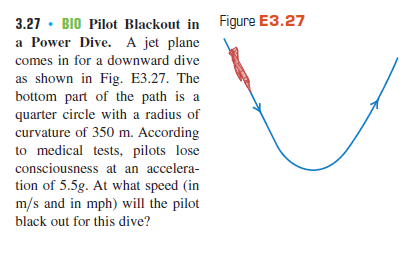 3.27 • BIO Pilot Blackout in
a Power Dive. A jet plane
comes in for a downward dive
as shown in Fig. E3.27. The
bottom part of the path is a
quarter circle with a radius of
curvature of 350 m. According
to medical tests, pilots lose
consciousness at an accelera-
tion of 5.5g. At what speed (in
m/s and in mph) will the pilot
black out for this dive?
Figure E3.27